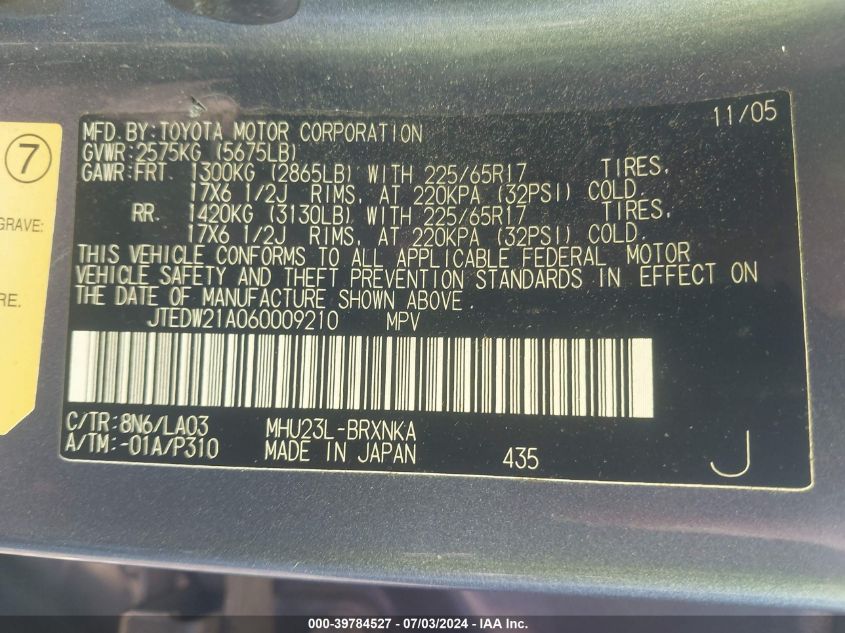 7
GRAVE:
RE.
11/05
MFD.BY:TOYOTA MOTOR CORPORATION
GVWR:2575KG (5675LB)
GAWR:FRT. 1300KG (2865LB) WITH 225/65R17 TIRES,
17X6 1/2J RIMS, AT 220KPA (32PSI) COLD.
RR. 1420KG (3130LB) WITH 225/65R17 TIRES,
17X6 1/2J RIMS, AT 220KPA (32PSI) COLD.
THIS VEHICLE CONFORMS TO ALL APPLICABLE FEDERAL MOTOR
VEHICLE SAFETY AND THEFT PREVENTION STANDARDS IN EFFECT ON
THE DATE OF MANUFACTURE SHOWN ABOVE.
JTEDW21A060009210 MPV
C/TR:8N6/LA03 MHU23L-BRXNKA
A/TM:-01A/P310 MADE IN JAPAN 435 J
000-39784527 - 07/03/2024 - IAA Inc.